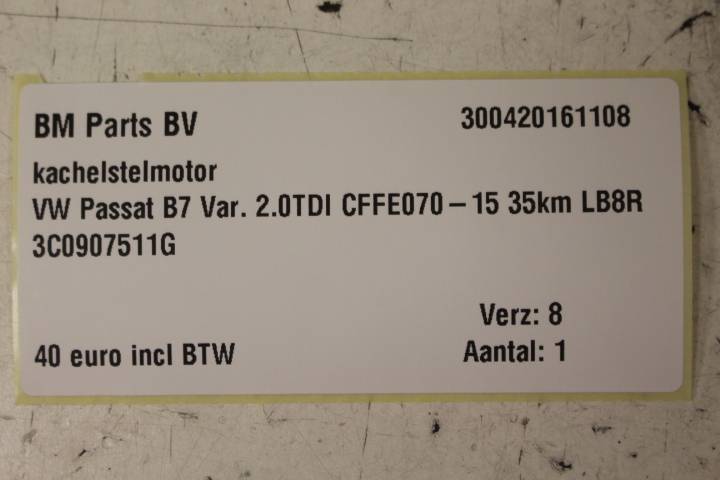 BM Parts BV 300420161108
kachelstelmotor
VW Passat B7 Var. 2.0TDI CFFE070-15 35km LB8R
3C0907511G
Verz: 8
40 euro incl BTW Aantal: 1